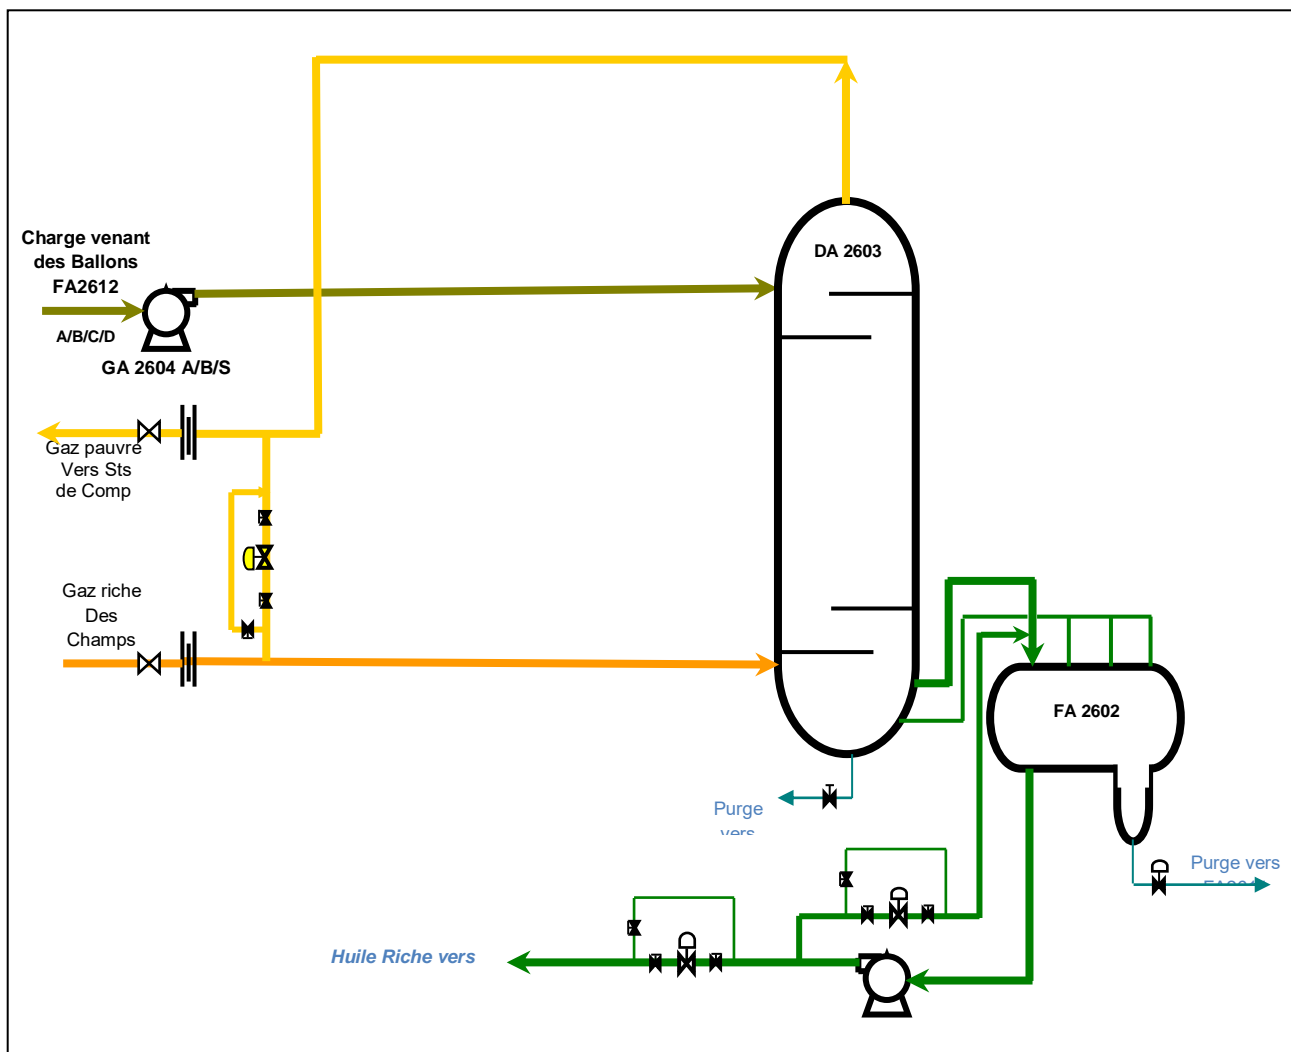 Charge venant
des Ballons
FA2612
A/B/C/D
GA 2604 A/B/S
DA 2603
Gaz pauvre
Vers Sts
de Comp
Gaz riche
Des
Champs
FA 2602
Purge
vers
Purge vers
Huile Riche vers